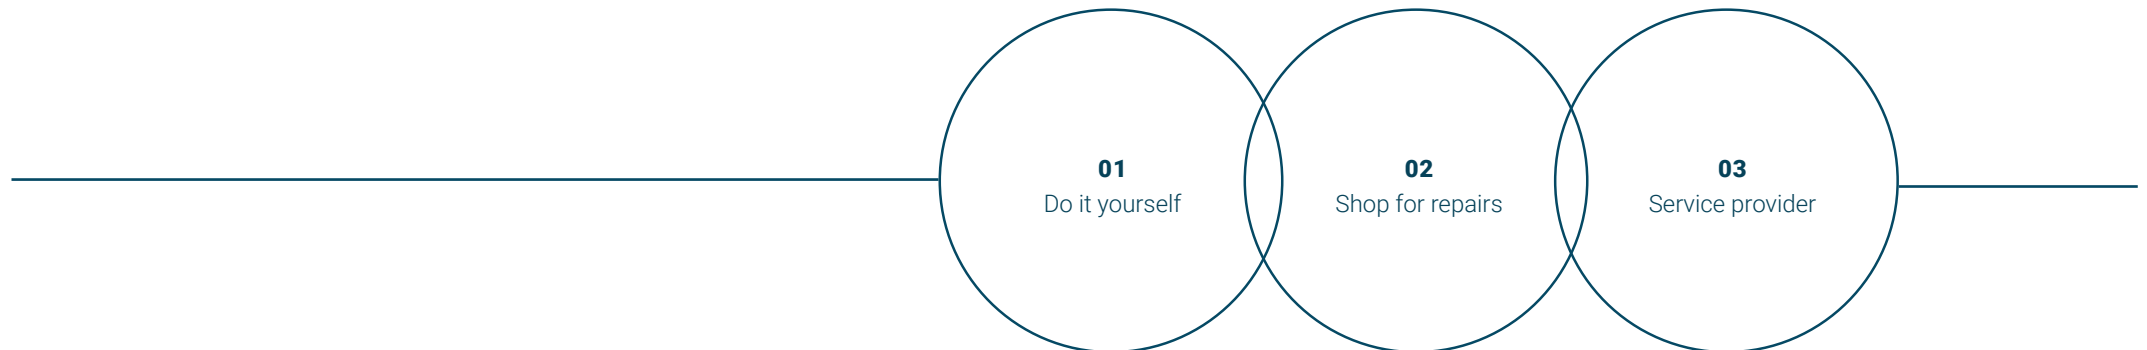 01
Do it yourself
02
Shop for repairs
03
Service provider